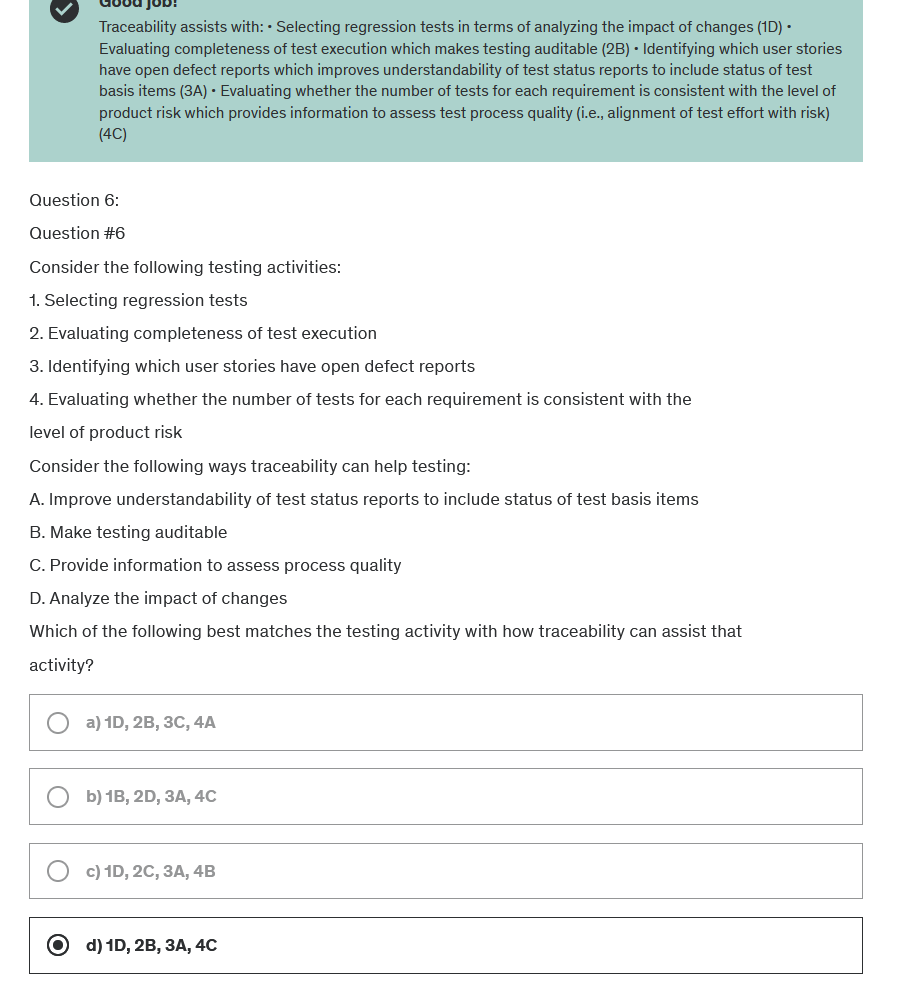 Good job!
Traceability assists with: • Selecting regression tests in terms of analyzing the impact of changes (1D) •
Evaluating completeness of test execution which makes testing auditable (2B) • Identifying which user stories
have open defect reports which improves understandability of test status reports to include status of test
basis items (3A) • Evaluating whether the number of tests for each requirement is consistent with the level of
product risk which provides information to assess test process quality (i.e., alignment of test effort with risk)
(4C)
Question 6:
Question #6
Consider the following testing activities:
1. Selecting regression tests
2. Evaluating completeness of test execution
3. Identifying which user stories have open defect reports
4. Evaluating whether the number of tests for each requirement is consistent with the
level of product risk
Consider the following ways traceability can help testing:
A. Improve understandability of test status reports to include status of test basis items
B. Make testing auditable
C. Provide information to assess process quality
D. Analyze the impact of changes
Which of the following best matches the testing activity with how traceability can assist that
activity?
a) 1D, 2B, 3C, 4A
b) 1B, 2D, 3A, 4C
c) 1D, 2C, 3A, 4B
d) 1D, 2B, 3A, 4C